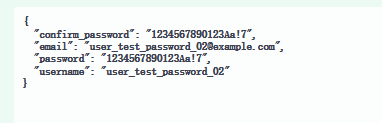 {
"confirm_password": "1234567890123Aa!7",
"email": "user_test_password_02@example.com",
"password": "1234567890123Aa!7",
"username": "user_test_password_02"
}